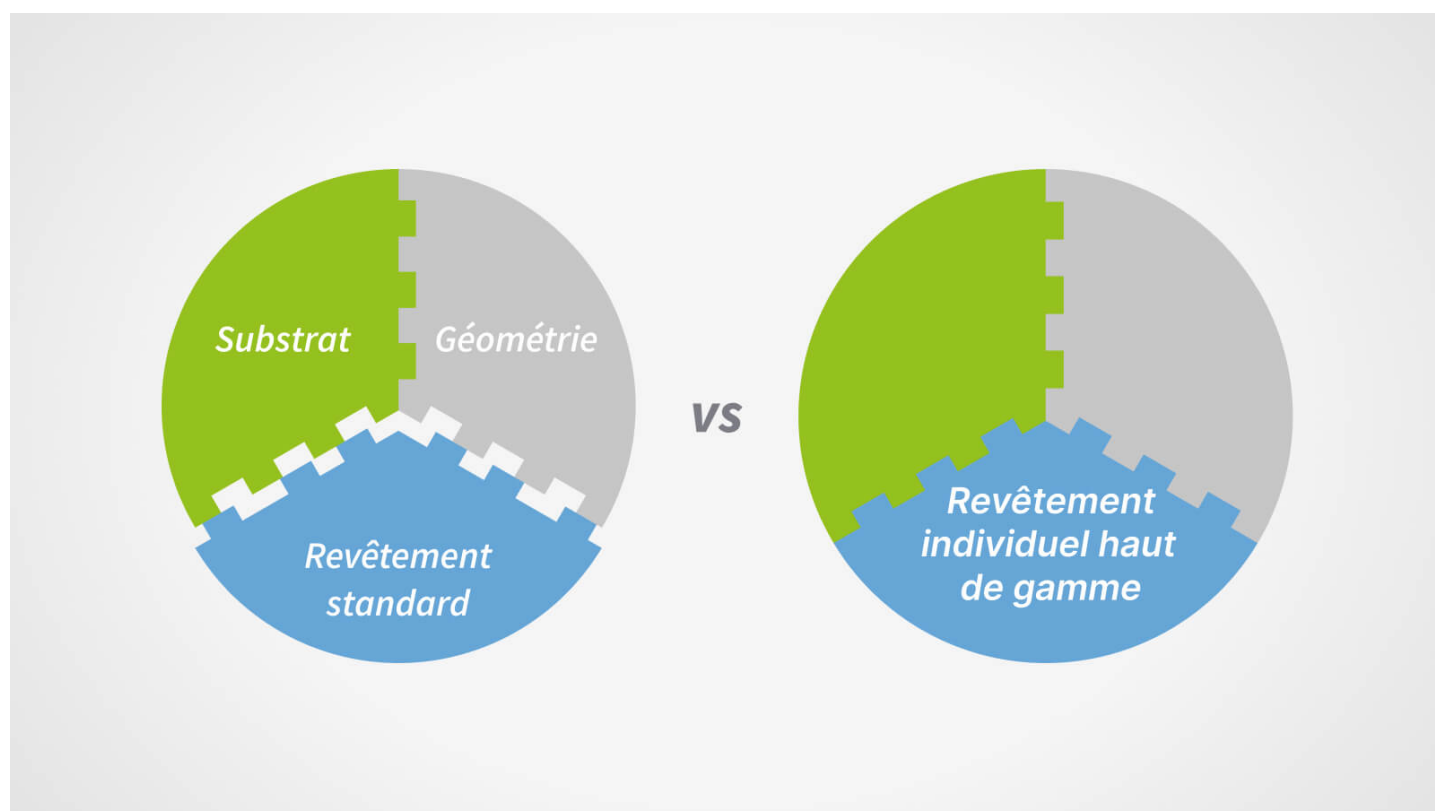 Substrat
Géométrie
Revêtement
standard
vs
Revêtement
individuel haut
de gamme